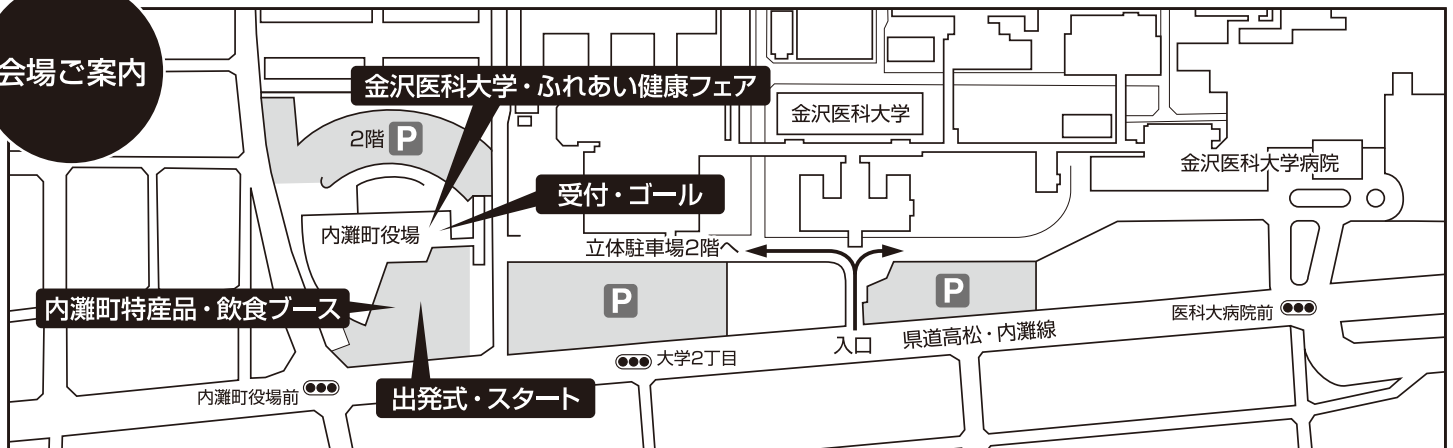 会場ご案内
金沢医科大学・ふれあい健康フェア
金沢医科大学
2階 P
金沢医科大学病院
受付・ゴール
内灘町役場
立体駐車場2階へ
内灘町特産品・飲食ブース
P
P
医科大病院前
県道高松・内灘線
入口
大学2丁目
内灘町役場前
出発式・スタート